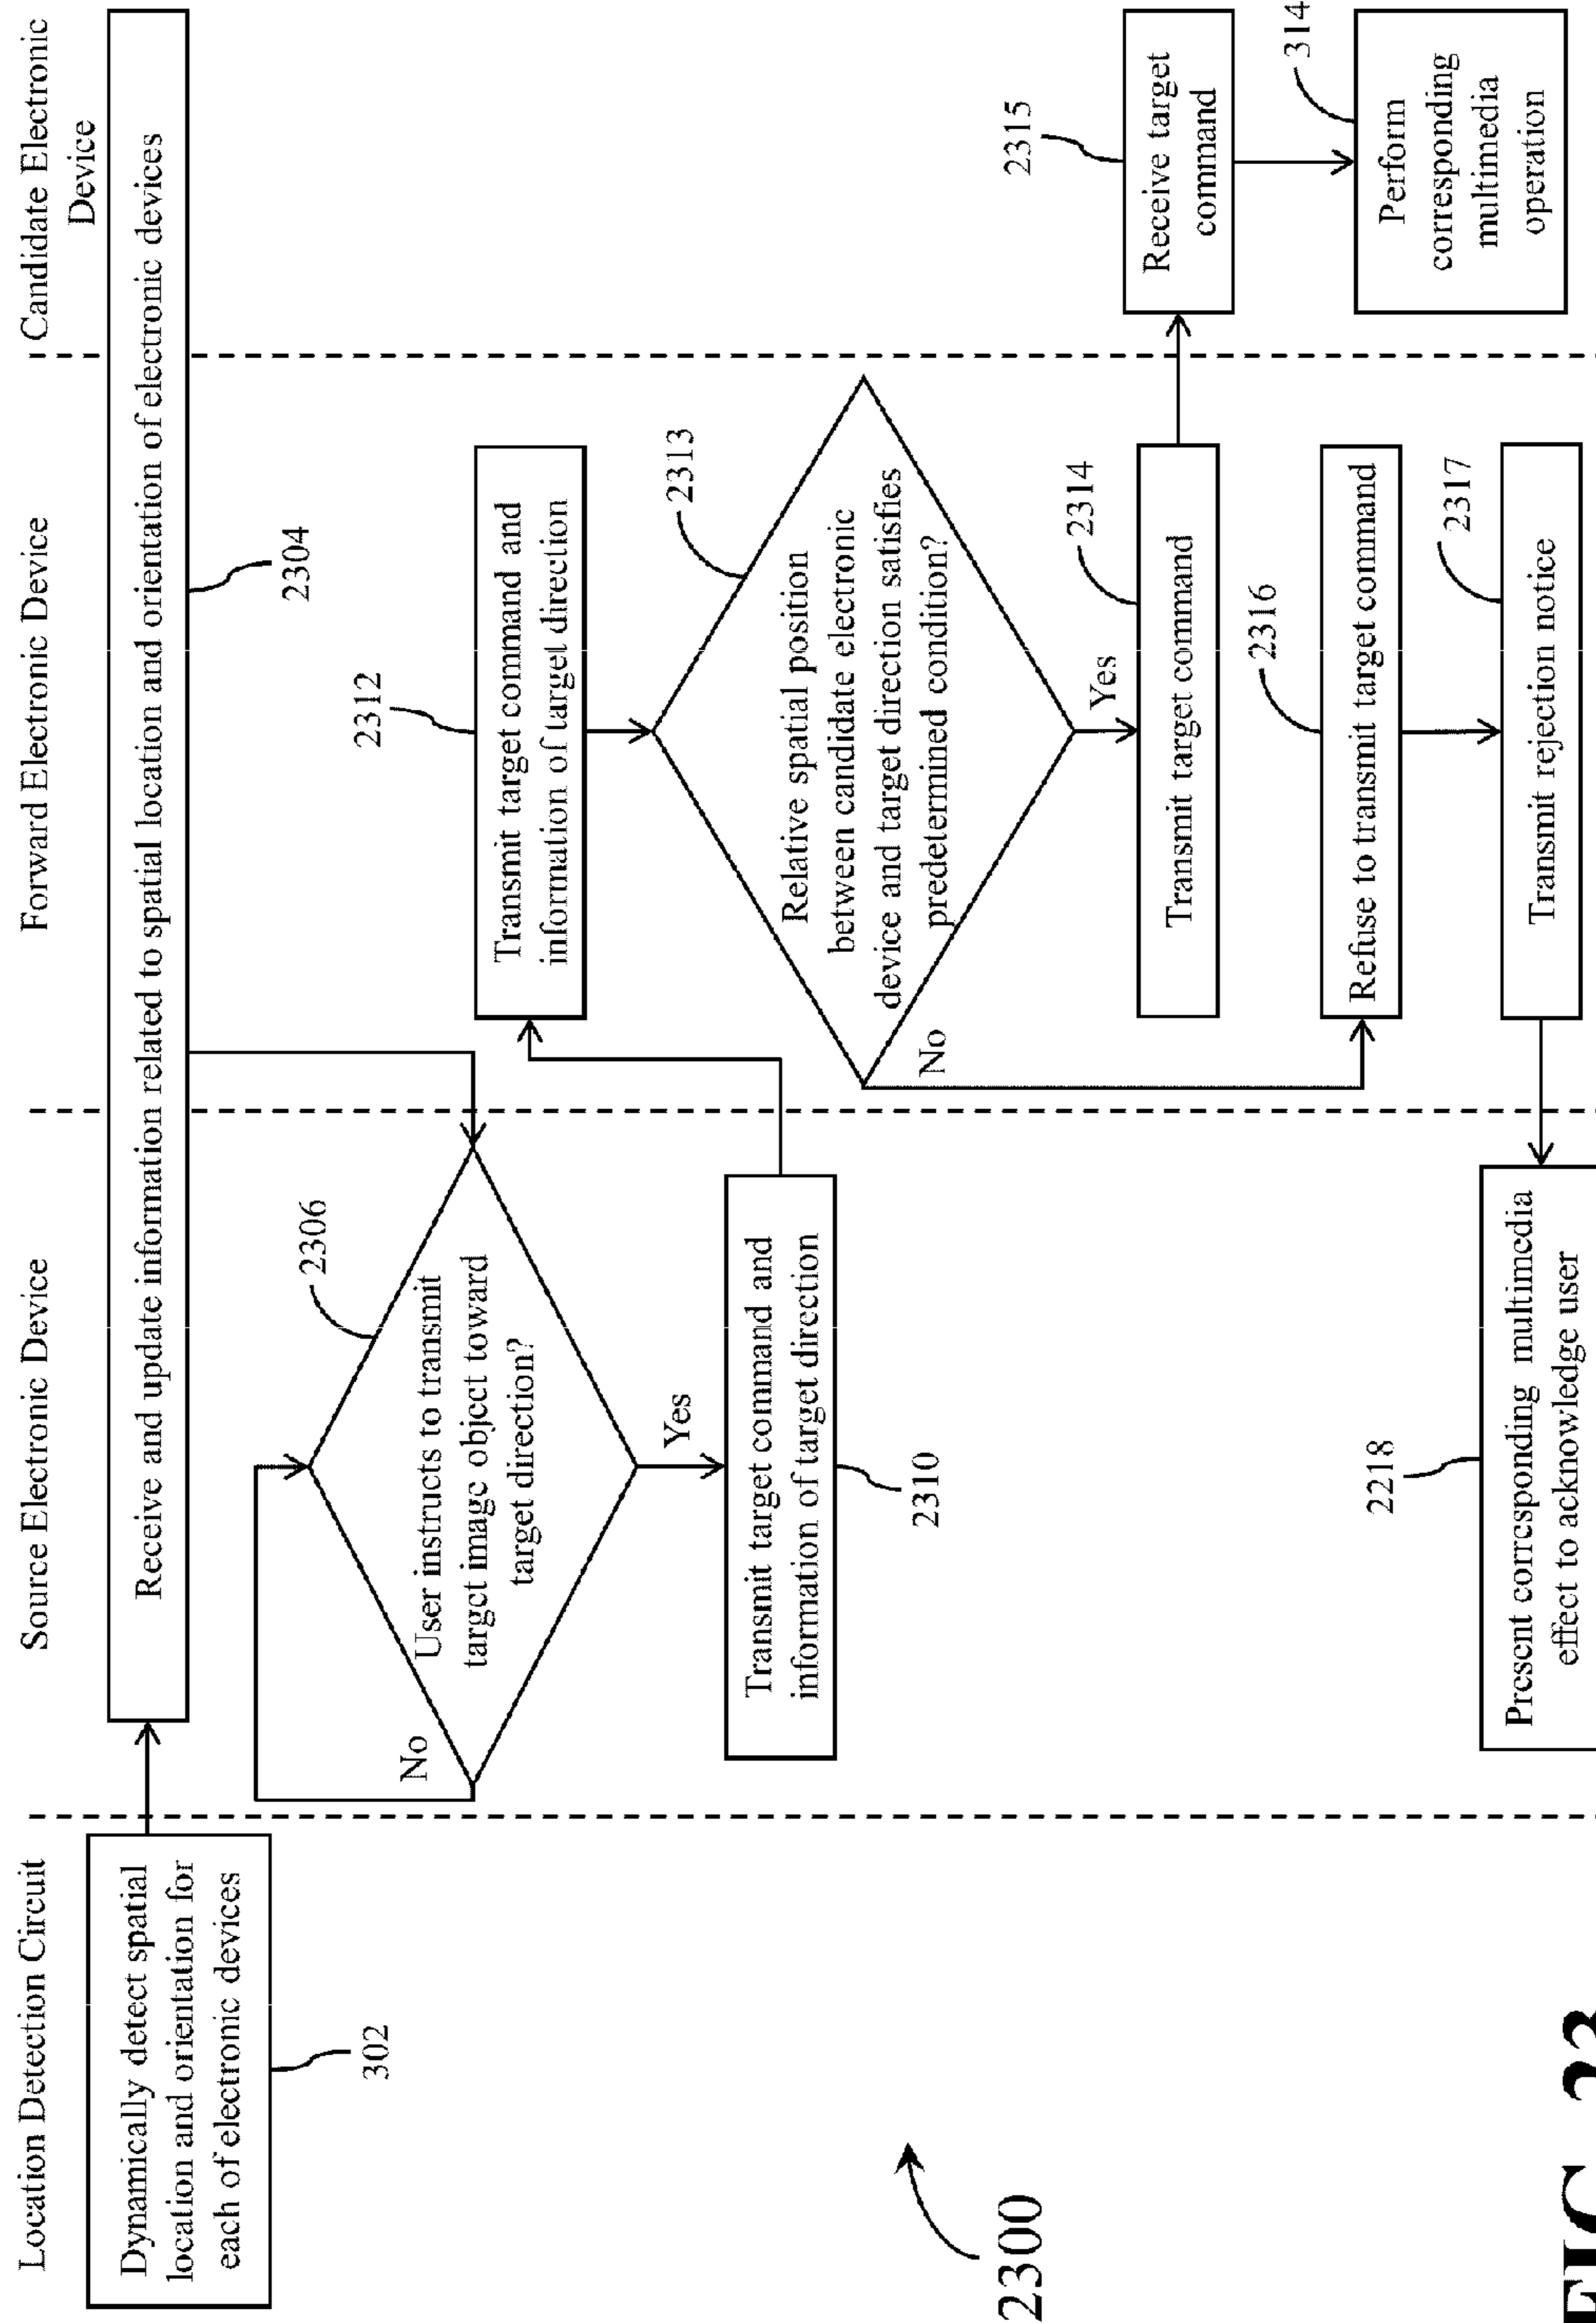 Location Detection Circuit
Source Electronic Device
Forward Electronic Device
Candidate Electronic
Device
Dynamically detect spatial
location and orientation for
each of electronic devices
302
Receive and update information related to spatial location and orientation of electronic devices
2304
User instructs to transmit
target image object toward
target direction?
2306
No
Yes
Transmit target command and
information of target direction
2310
Transmit target command and
information of target direction
2312
Relative spatial position
between candidate electronic
device and target direction satisfies
predetermined condition?
2313
No
Yes
Transmit target command
2314
Receive target
command
2315
Perform
corresponding
multimedia
operation
314
Refuse to transmit target command
2316
Transmit rejection notice
2317
Present corresponding multimedia
effect to acknowledge user
2218
2300
FIG. 23